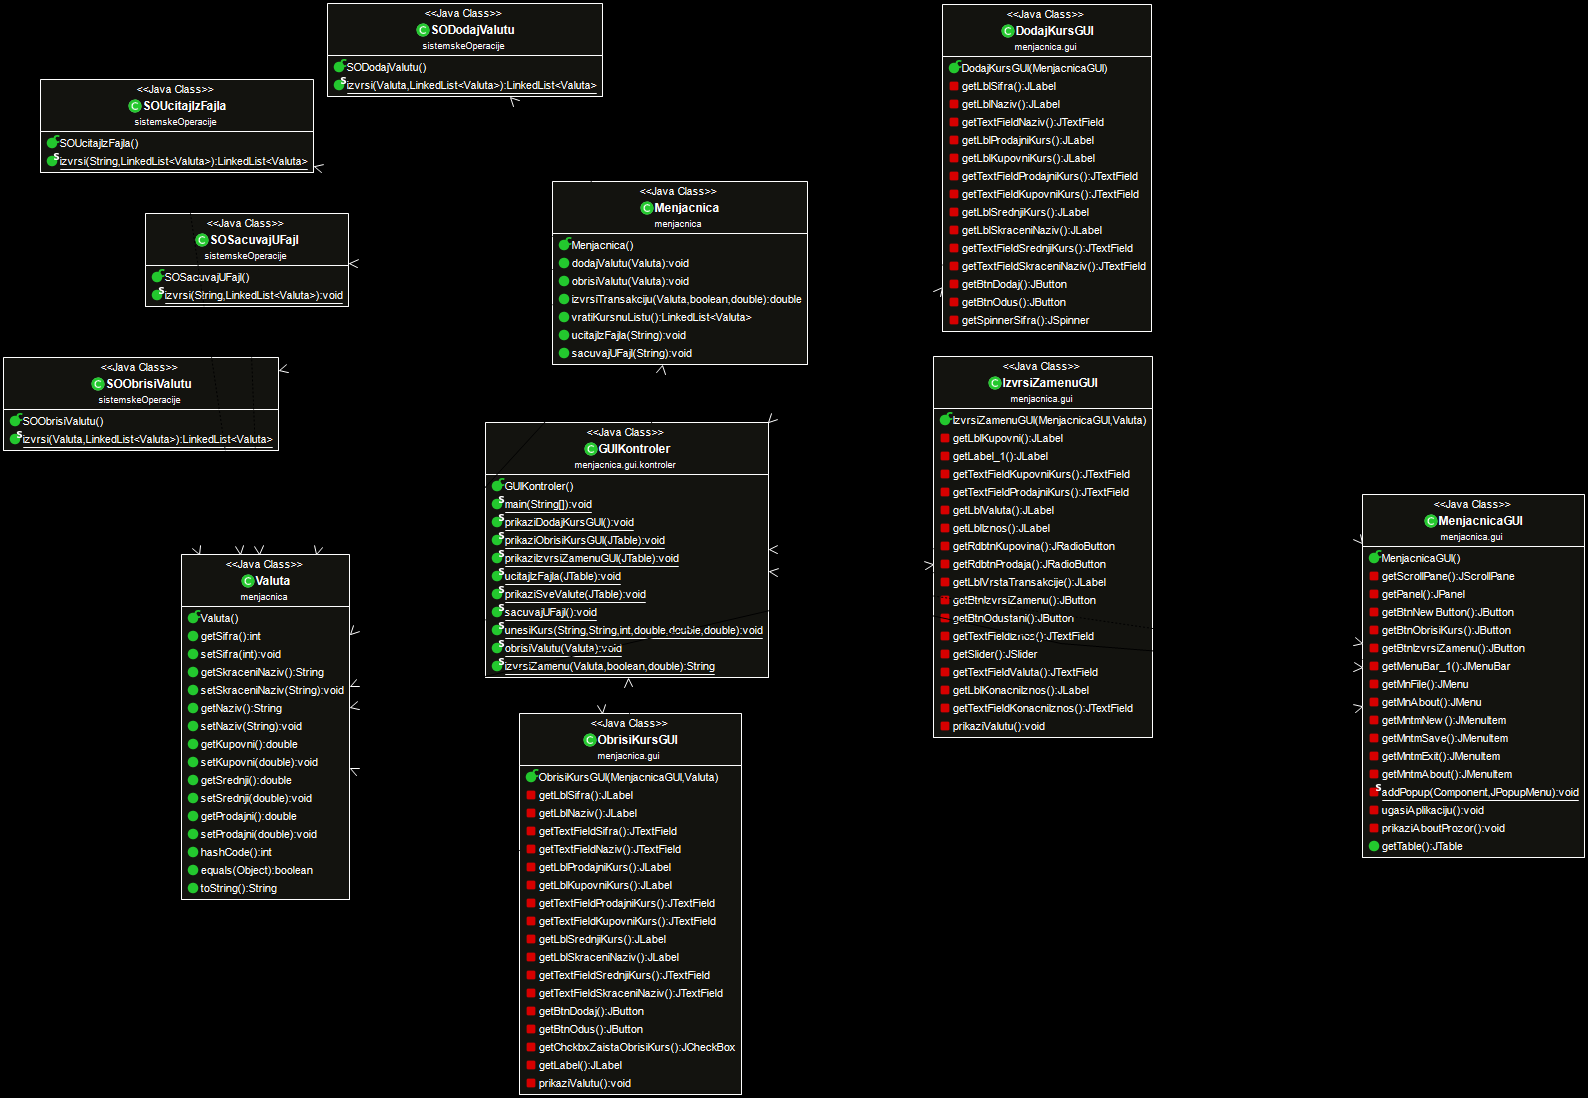 <<Java Class>>
SODodajValutu
sistemskeOperacije
SODodajValutu()
izvrsi(Valuta,LinkedList<Valuta>):LinkedList<Valuta>
<<Java Class>>
SOUcitajIzFajla
sistemskeOperacije
SOUcitajIzFajla()
izvrsi(String,LinkedList<Valuta>):LinkedList<Valuta>
<<Java Class>>
SOSacuvajUFajl
sistemskeOperacije
SOSacuvajUFajl()
izvrsi(String,LinkedList<Valuta>):void
<<Java Class>>
SOObrisiValutu
sistemskeOperacije
SOObrisiValutu()
izvrsi(Valuta,LinkedList<Valuta>):LinkedList<Valuta>
<<Java Class>>
Menjacnica
menjacnica
Menjacnica()
dodajValutu(Valuta):void
obrisiValutu(Valuta):void
izvrsiTransakciju(Valuta,boolean,double):double
vratiKursnuListu():LinkedList<Valuta>
ucitajIzFajla(String):void
sacuvajUFajl(String):void
<<Java Class>>
GUIKontroler
menjacnica.gui.kontroler
GUIKontroler()
main(String[]):void
prikaziDodajKursGUI():void
prikaziObrisiKursGUI(JTable):void
prikaziIzvrsiZamenuGUI(JTable):void
ucitajIzFajla(JTable):void
prikaziSveValute(JTable):void
sacuvajUFajl():void
unesiKurs(String,String,int,double,double,double):void
obrisiValutu(Valuta):void
izvrsiZamenu(Valuta,boolean,double):String
<<Java Class>>
Valuta
menjacnica
Valuta()
getSifra():int
setSifra(int):void
getSkraceniNaziv():String
setSkraceniNaziv(String):void
getNaziv():String
setNaziv(String):void
getKupovni():double
setKupovni(double):void
getSrednji():double
setSrednji(double):void
getProdajni():double
setProdajni(double):void
hashCode():int
equals(Object):boolean
toString():String
<<Java Class>>
ObrisiKursGUI
menjacnica.gui
ObrisiKursGUI(MenjacnicaGUI,Valuta)
getLblSifra():JLabel
getLblNaziv():JLabel
getTextFieldSifra():JTextField
getTextFieldNaziv():JTextField
getLblProdajniKurs():JLabel
getLblKupovniKurs():JLabel
getTextFieldProdajniKurs():JTextField
getTextFieldKupovniKurs():JTextField
getLblSrednjiKurs():JLabel
getLblSkraceniNaziv():JLabel
getTextFieldSrednjiKurs():JTextField
getTextFieldSkraceniNaziv():JTextField
getBtnDodaj():JButton
getBtnOdus():JButton
getChckbxZaistaObrisiKurs():JCheckBox
getLabel():JLabel
prikaziValutu():void
<<Java Class>>
DodajKursGUI
menjacnica.gui
DodajKursGUI(MenjacnicaGUI)
getLblSifra():JLabel
getLblNaziv():JLabel
getTextFieldNaziv():JTextField
getLblProdajniKurs():JLabel
getLblKupovniKurs():JLabel
getTextFieldProdajniKurs():JTextField
getTextFieldKupovniKurs():JTextField
getLblSrednjiKurs():JLabel
getLblSkraceniNaziv():JLabel
getTextFieldSrednjiKurs():JTextField
getTextFieldSkraceniNaziv():JTextField
getBtnDodaj():JButton
getBtnOdus():JButton
getSpinnerSifra():JSpinner
<<Java Class>>
IzvrsiZamenuGUI
menjacnica.gui
IzvrsiZamenuGUI(MenjacnicaGUI,Valuta)
getLblKupovni():JLabel
getLabel_1():JLabel
getTextFieldKupovniKurs():JTextField
getTextFieldProdajniKurs():JTextField
getLblValuta():JLabel
getLblIznos():JLabel
getRdbtnKupovina():JRadioButton
getRdbtnProdaja():JRadioButton
getLblVrstaTransakcije():JLabel
getBtnIzvrsiZamenu():JButton
getBtnOdustani():JButton
getTextFieldIznos():JTextField
getSlider():JSlider
getTextFieldValuta():JTextField
getLblKonacniIznos():JLabel
getTextFieldKonacniIznos():JTextField
prikaziValutu():void
<<Java Class>>
MenjacnicaGUI
menjacnica.gui
MenjacnicaGUI()
getScrollPane():JScrollPane
getPanel():JPanel
getBtnNewButton():JButton
getBtnObrisiKurs():JButton
getBtnIzvrsiZamenu():JButton
getMenuBar_1():JMenuBar
getMnFile():JMenu
getMnAbout():JMenu
getMntmNew():JMenuItem
getMntmSave():JMenuItem
getMntmExit():JMenuItem
getMntmAbout():JMenuItem
addPopup(Component,JPopupMenu):void
ugasiAplikaciju():void
prikaziAboutProzor():void
getTable():JTable